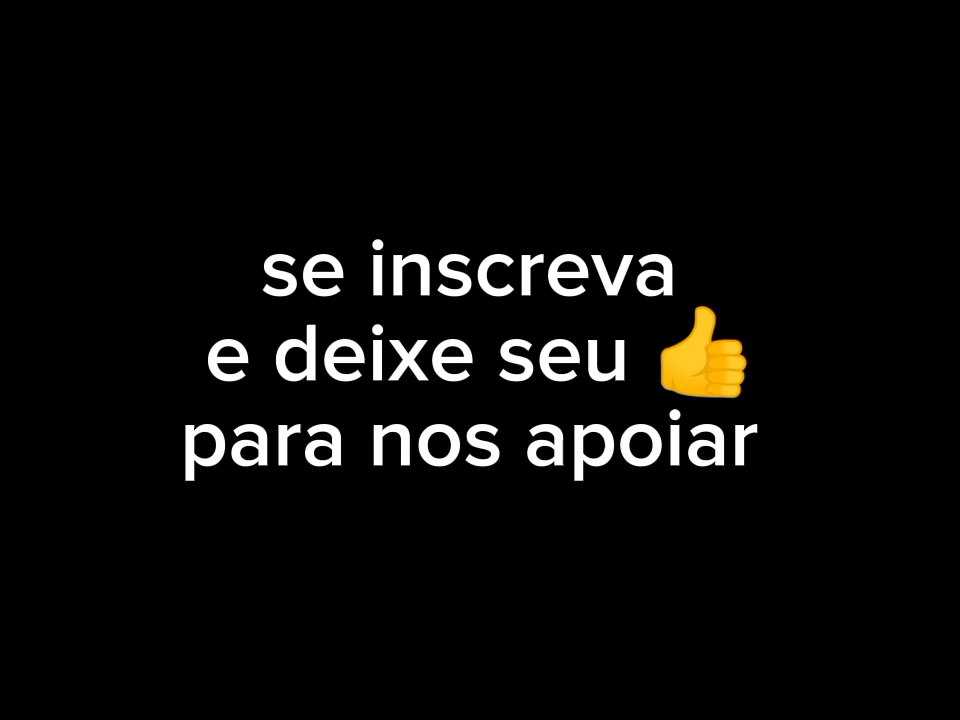 se inscreva
e deixe seu 👍
para nos apoiar